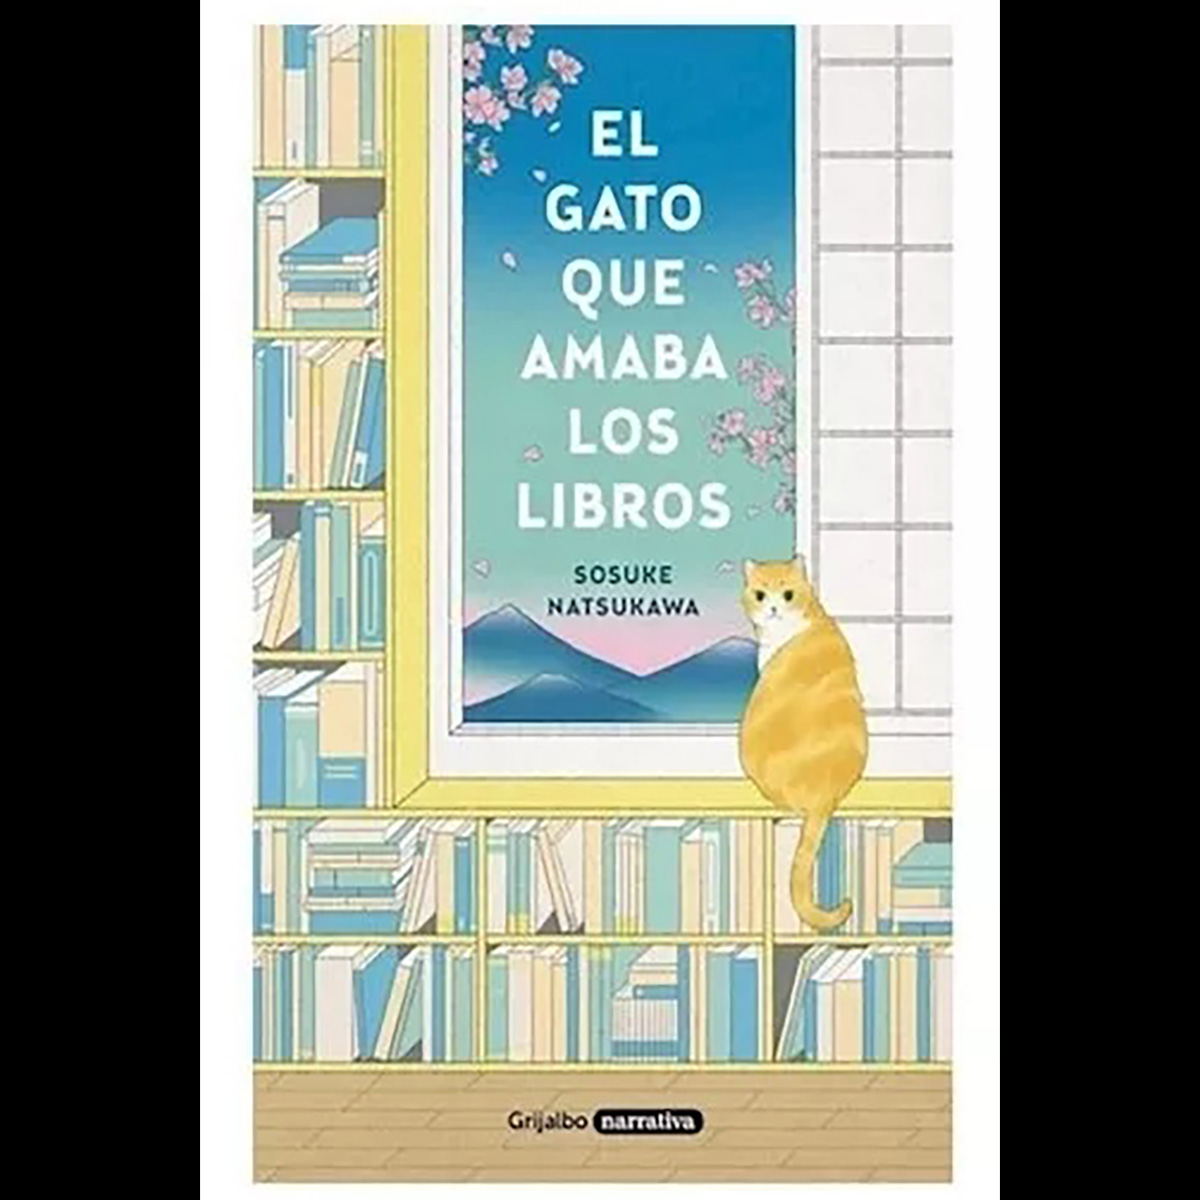 EL
GATO
QUE
AMABA
LOS
LIBROS
SOSUKE
NATSUKAWA
Grijalbo narrativa